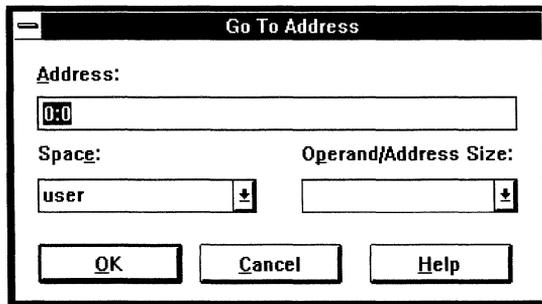 Go To Address
Address:
0:0
Space: Operand/Address Size:
user
OK Cancel Help